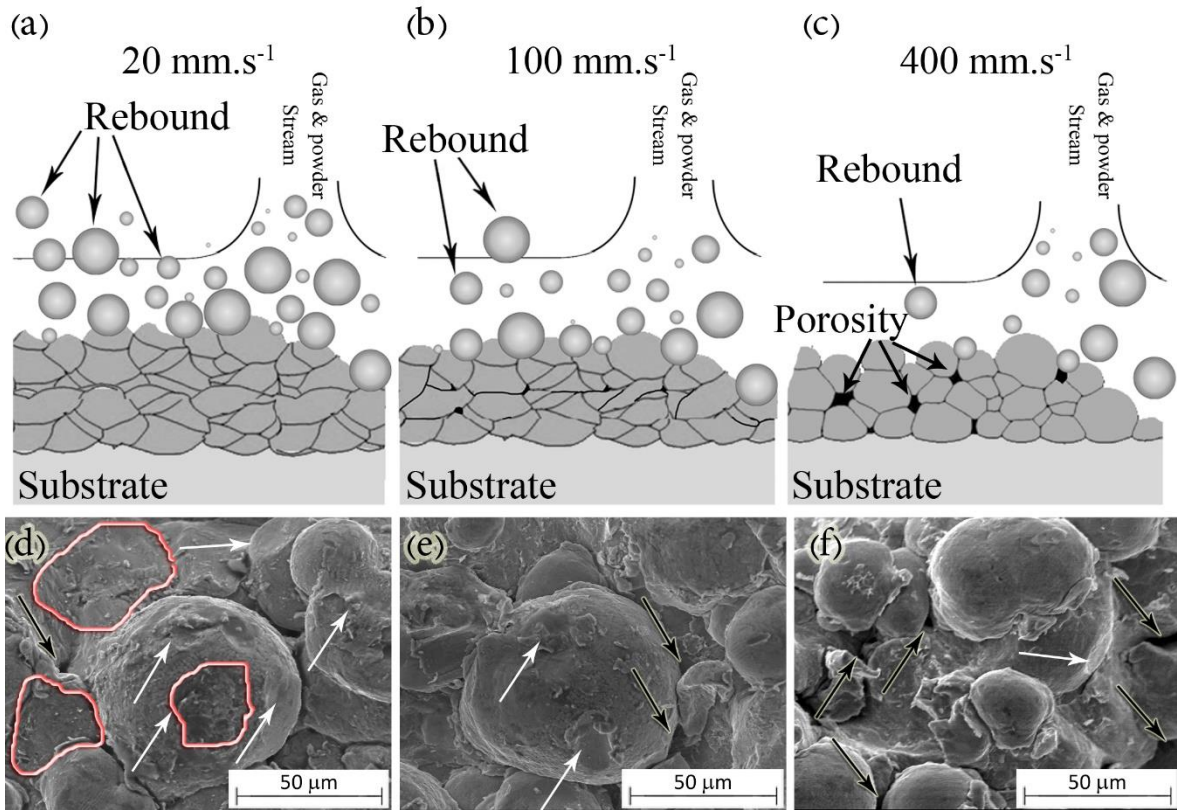 (a)
20 mm.s⁻¹
Rebound
Gas & powder
Stream
Substrate
(b)
100 mm.s⁻¹
Rebound
Gas & powder
Stream
Substrate
(c)
400 mm.s⁻¹
Rebound
Gas & powder
Stream
Porosity
Substrate
(d)
50 μm
(e)
50 μm
(f)
50 μm